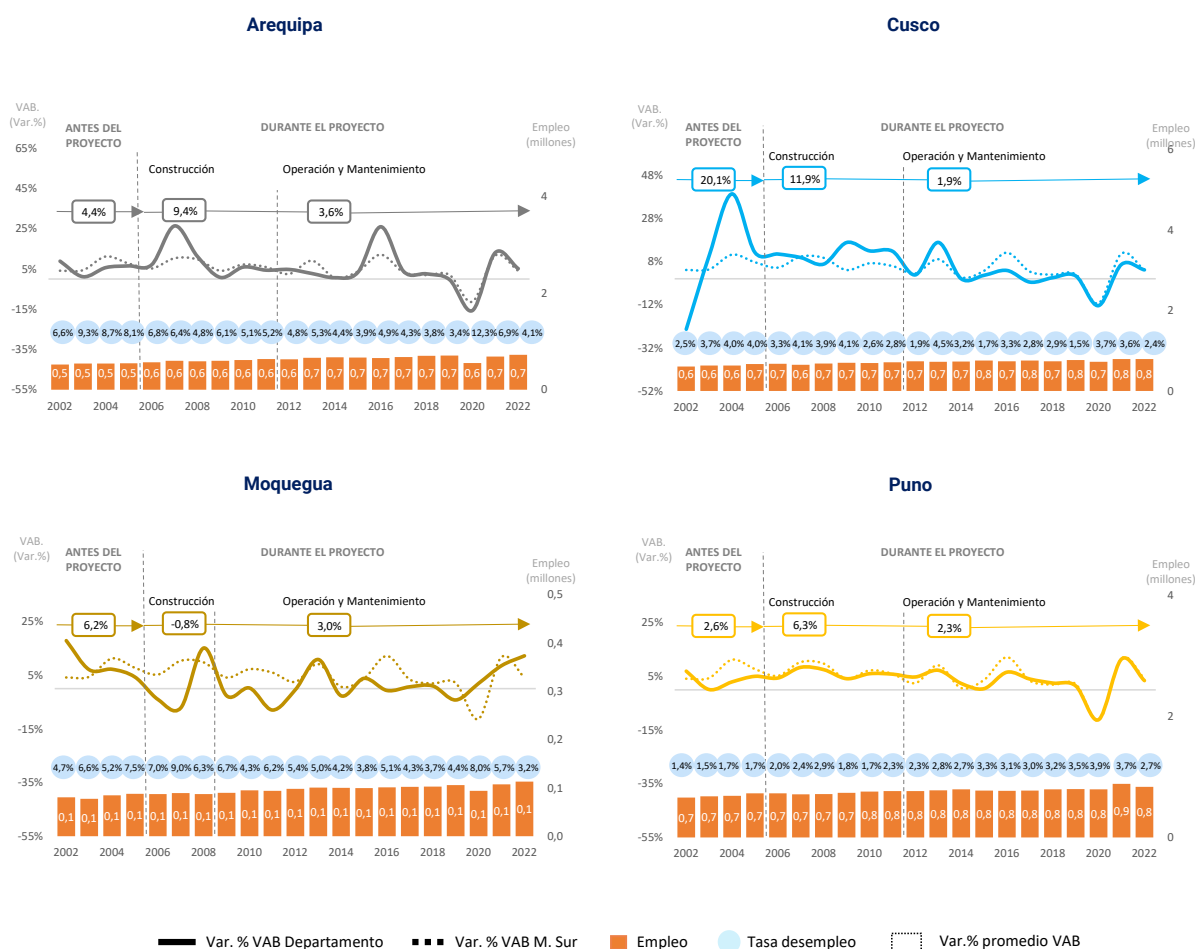 Arequipa
VAB.
(Var.%)
ANTES DEL
PROYECTO
DURANTE EL PROYECTO
Empleo
(millones)
65%
45%
25%
5%
-15%
-35%
-55%
4
2
0
Construcción
Operación y Mantenimiento
4,4%
9,4%
3,6%
6,6% 9,3% 8,7% 8,1% 6,8% 6,4% 4,8% 6,1% 5,1% 5,2% 4,8% 5,3% 4,4% 3,9% 4,9% 4,3% 3,8% 3,4% 12,3% 6,9% 4,1%
0,5 0,5 0,5 0,5 0,6 0,6 0,6 0,6 0,6 0,6 0,6 0,7 0,7 0,7 0,7 0,7 0,7 0,7 0,6 0,7 0,7
2002 2004 2006 2008 2010 2012 2014 2016 2018 2020 2022
Cusco
VAB.
(Var.%)
ANTES DEL
PROYECTO
DURANTE EL PROYECTO
Empleo
(millones)
48%
28%
8%
-12%
-32%
-52%
6
4
2
0
Construcción
Operación y Mantenimiento
20,1%
11,9%
1,9%
2,5% 3,7% 4,0% 4,0% 3,3% 4,1% 3,9% 4,1% 2,6% 2,8% 1,9% 4,5% 3,2% 1,7% 3,3% 2,8% 2,9% 1,5% 3,7% 3,6% 2,4%
0,6 0,6 0,6 0,7 0,7 0,6 0,7 0,7 0,7 0,7 0,7 0,7 0,7 0,8 0,7 0,8 0,7 0,8 0,7 0,8 0,8
2002 2004 2006 2008 2010 2012 2014 2016 2018 2020 2022
Moquegua
VAB.
(Var.%)
ANTES DEL
PROYECTO
DURANTE EL PROYECTO
Empleo
(millones)
25%
5%
-15%
-35%
-55%
0,5
0,4
0,3
0,2
0,1
0,0
Construcción
Operación y Mantenimiento
6,2%
-0,8%
3,0%
4,7% 6,6% 5,2% 7,5% 7,0% 9,0% 6,3% 6,7% 4,3% 6,2% 5,4% 5,0% 4,2% 3,8% 5,1% 4,3% 3,7% 4,4% 8,0% 5,7% 3,2%
0,1 0,1 0,1 0,1 0,1 0,1 0,1 0,1 0,1 0,1 0,1 0,1 0,1 0,1 0,1 0,1 0,1 0,1 0,1 0,1 0,1
2002 2004 2006 2008 2010 2012 2014 2016 2018 2020 2022
Puno
VAB.
(Var.%)
ANTES DEL
PROYECTO
DURANTE EL PROYECTO
Empleo
(millones)
25%
5%
-15%
-35%
-55%
4
2
0
Construcción
Operación y Mantenimiento
2,6%
6,3%
2,3%
1,4% 1,5% 1,7% 1,7% 2,0% 2,4% 2,9% 1,8% 1,7% 2,3% 2,3% 2,8% 2,7% 3,3% 3,1% 3,0% 3,2% 3,5% 3,9% 3,7% 2,7%
0,7 0,7 0,7 0,7 0,7 0,7 0,7 0,7 0,8 0,8 0,8 0,8 0,8 0,8 0,8 0,8 0,8 0,8 0,8 0,9 0,8
2002 2004 2006 2008 2010 2012 2014 2016 2018 2020 2022
Var. % VAB Departamento Var. % VAB M. Sur Empleo Tasa desempleo Var.% promedio VAB